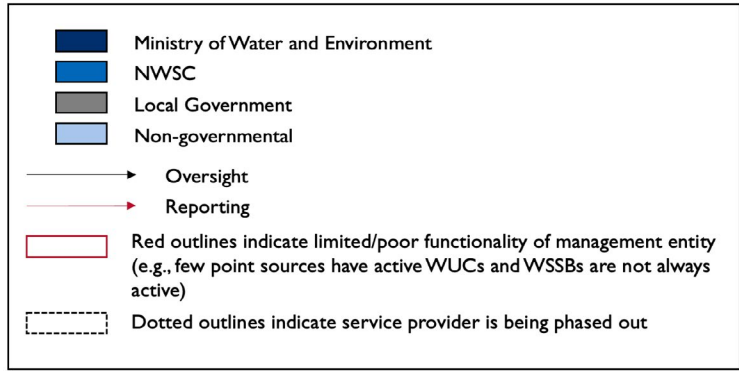 Ministry of Water and Environment
NWSC
Local Government
Non-governmental
Oversight
Reporting
Red outlines indicate limited/poor functionality of management entity
(e.g., few point sources have active WUCs and WSSBs are not always
active)
Dotted outlines indicate service provider is being phased out